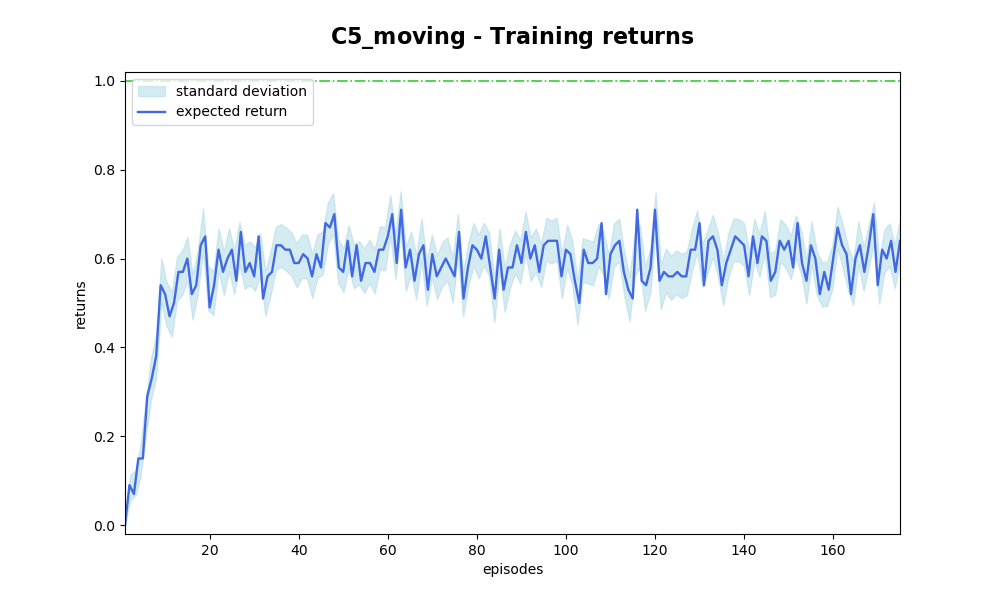 C5_moving - Training returns
1.0
0.8
0.6
0.4
0.2
0.0
returns
standard deviation
expected return
20 40 60 80 100 120 140 160
episodes